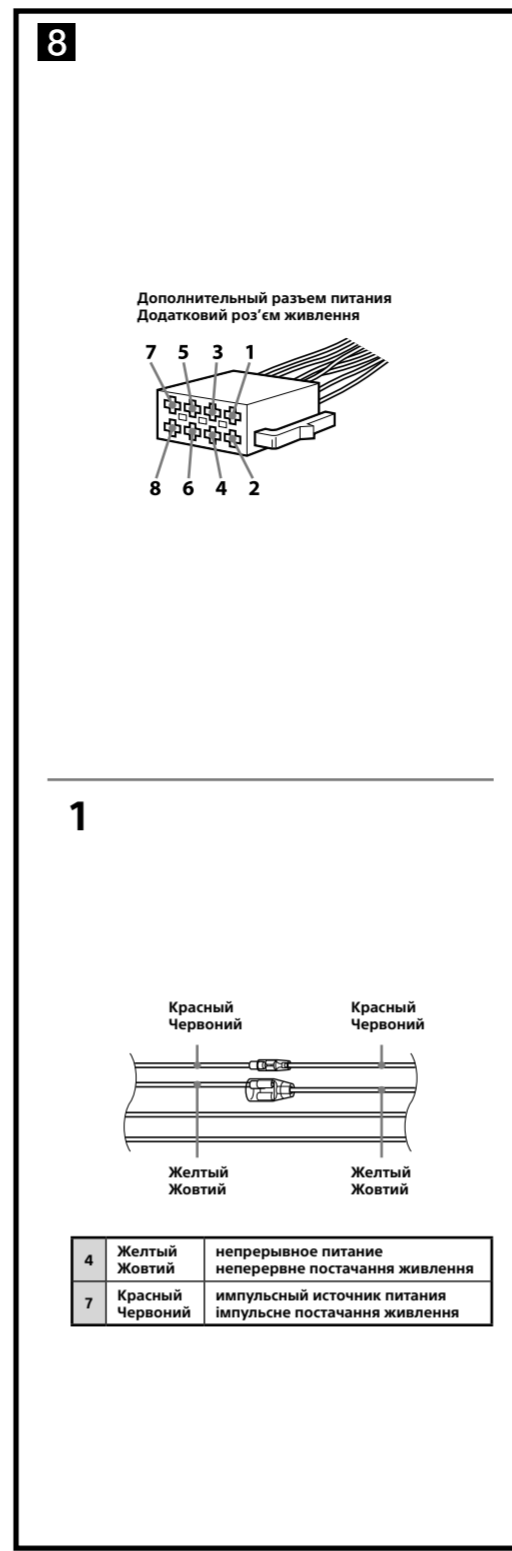 8
Дополнительный разъем питания
Додатковий роз’єм живлення
7 5 3 1
8 6 4 2
1
Красный Красный
Червоний Червоний
Желтый Желтый
Жовтий Жовтий
4 Желтый непрерывное питание
Жовтий неперервне постачання живлення
7 Красный импульсный источник питания
Червоний імпульсне постачання живлення